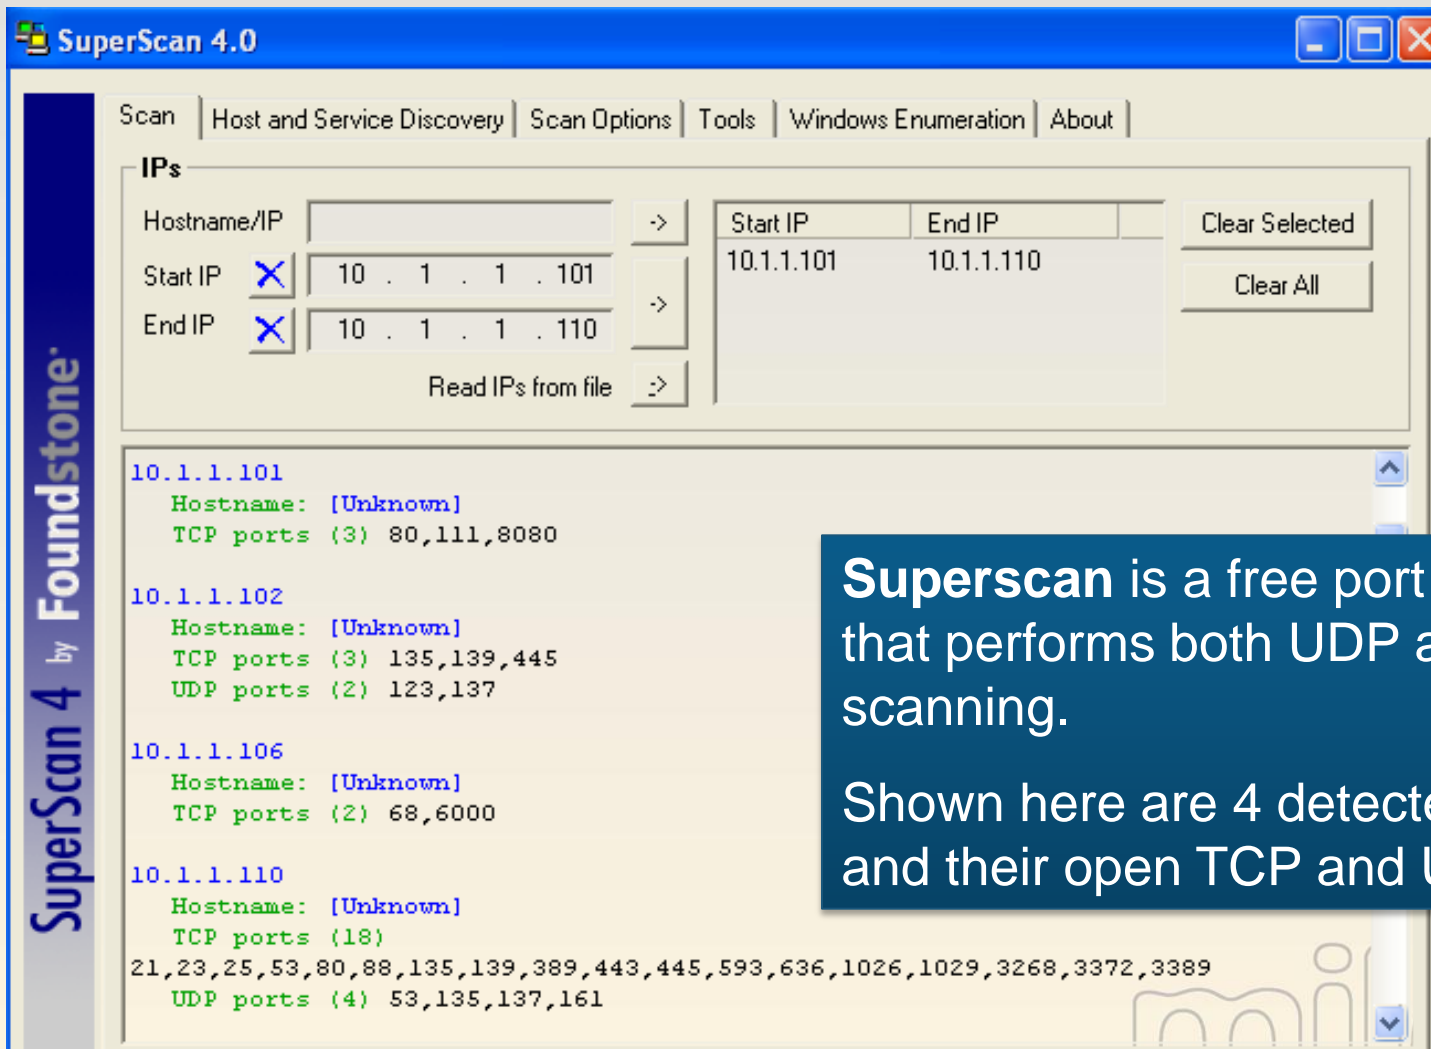 SuperScan 4.0
Scan Host and Service Discovery Scan Options Tools Windows Enumeration About
IPs
Hostname/IP ->
Start IP 10 . 1 . 1 . 101
End IP 10 . 1 . 1 . 110
->
Read IPs from file ->
Start IP End IP
10.1.1.101 10.1.1.110
Clear Selected
Clear All
SuperScan 4 by Foundstone
10.1.1.101
Hostname: [Unknown]
TCP ports (3) 80,111,8080
10.1.1.102
Hostname: [Unknown]
TCP ports (3) 135,139,445
UDP ports (2) 123,137
10.1.1.106
Hostname: [Unknown]
TCP ports (2) 68,6000
10.1.1.110
Hostname: [Unknown]
TCP ports (18)
21,23,25,53,80,88,135,139,389,443,445,593,636,1026,1029,3268,3372,3389
UDP ports (4) 53,135,137,161
Superscan is a free port
that performs both UDP
scanning.
Shown here are 4
and their open TCP and